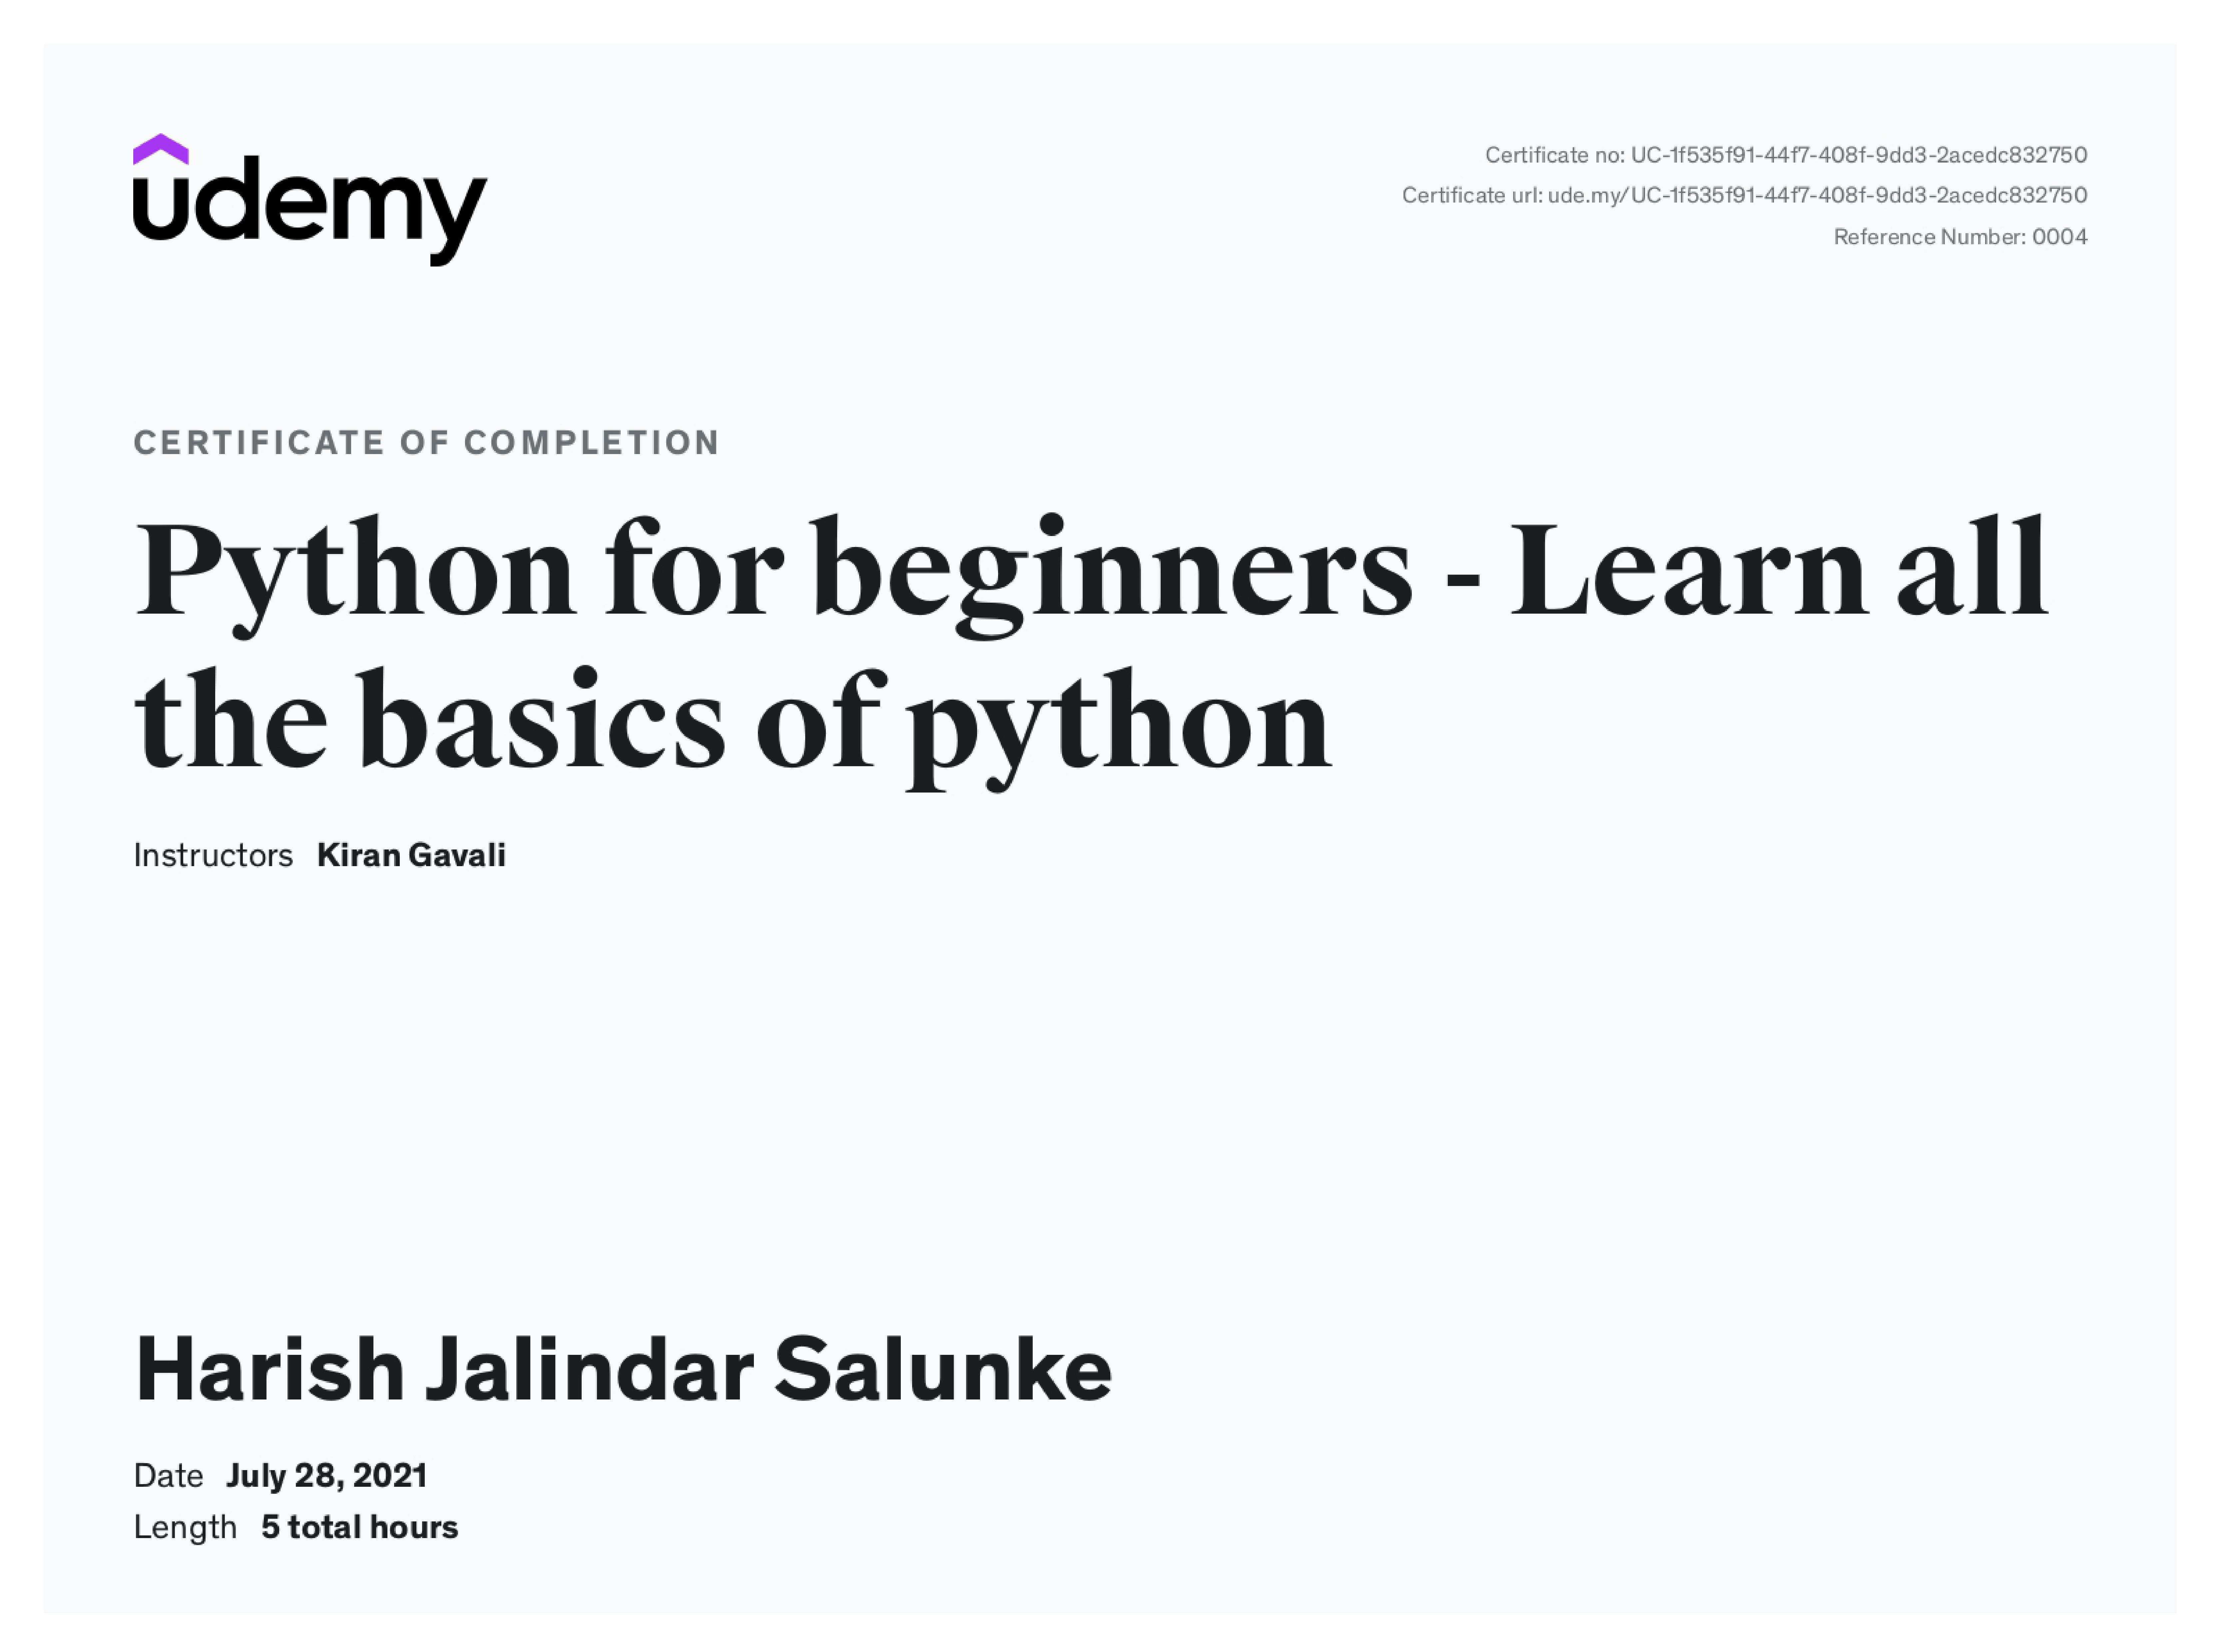 udemy
Certificate no: UC-1f535f91-44f7-408f-9dd3-2acedc832750
Certificate url: ude.my/UC-1f535f91-44f7-408f-9dd3-2acedc832750
Reference Number: 0004
CERTIFICATE OF COMPLETION
Python for beginners - Learn all
the basics of python
Instructors Kiran Gavali
Harish Jalindar Salunke
Date July 28, 2021
Length 5 total hours